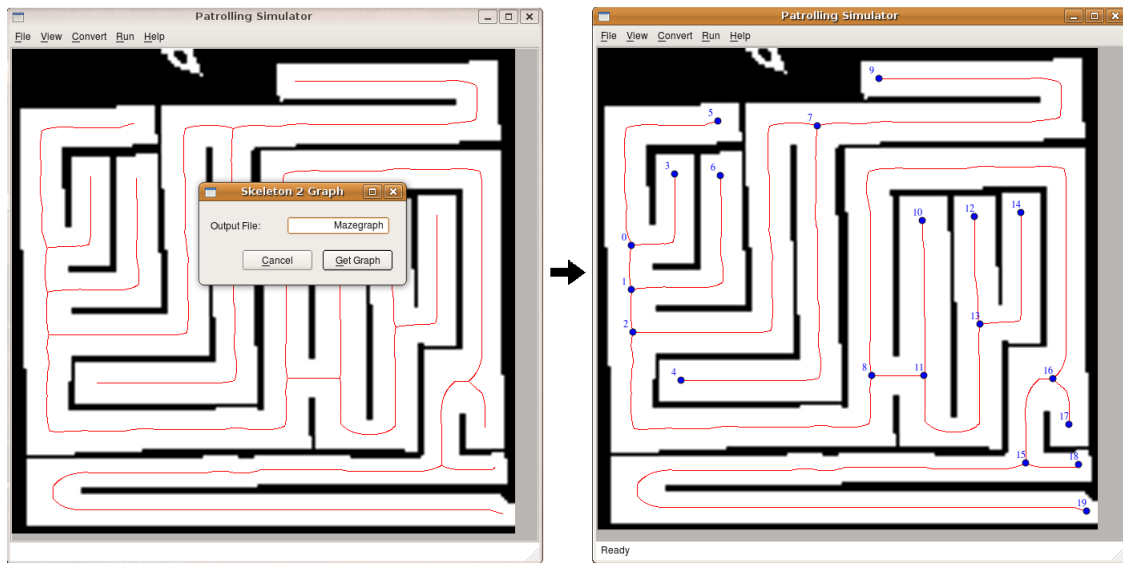 Patrolling Simulator
File View Convert Run Help
Skeleton 2 Graph
Output File: Mazegraph
Cancel Get Graph
Patrolling Simulator
File View Convert Run Help
9
5
7
3
6
10
12
14
0
1
2
13
4
8
11
16
17
15
18
19
Ready